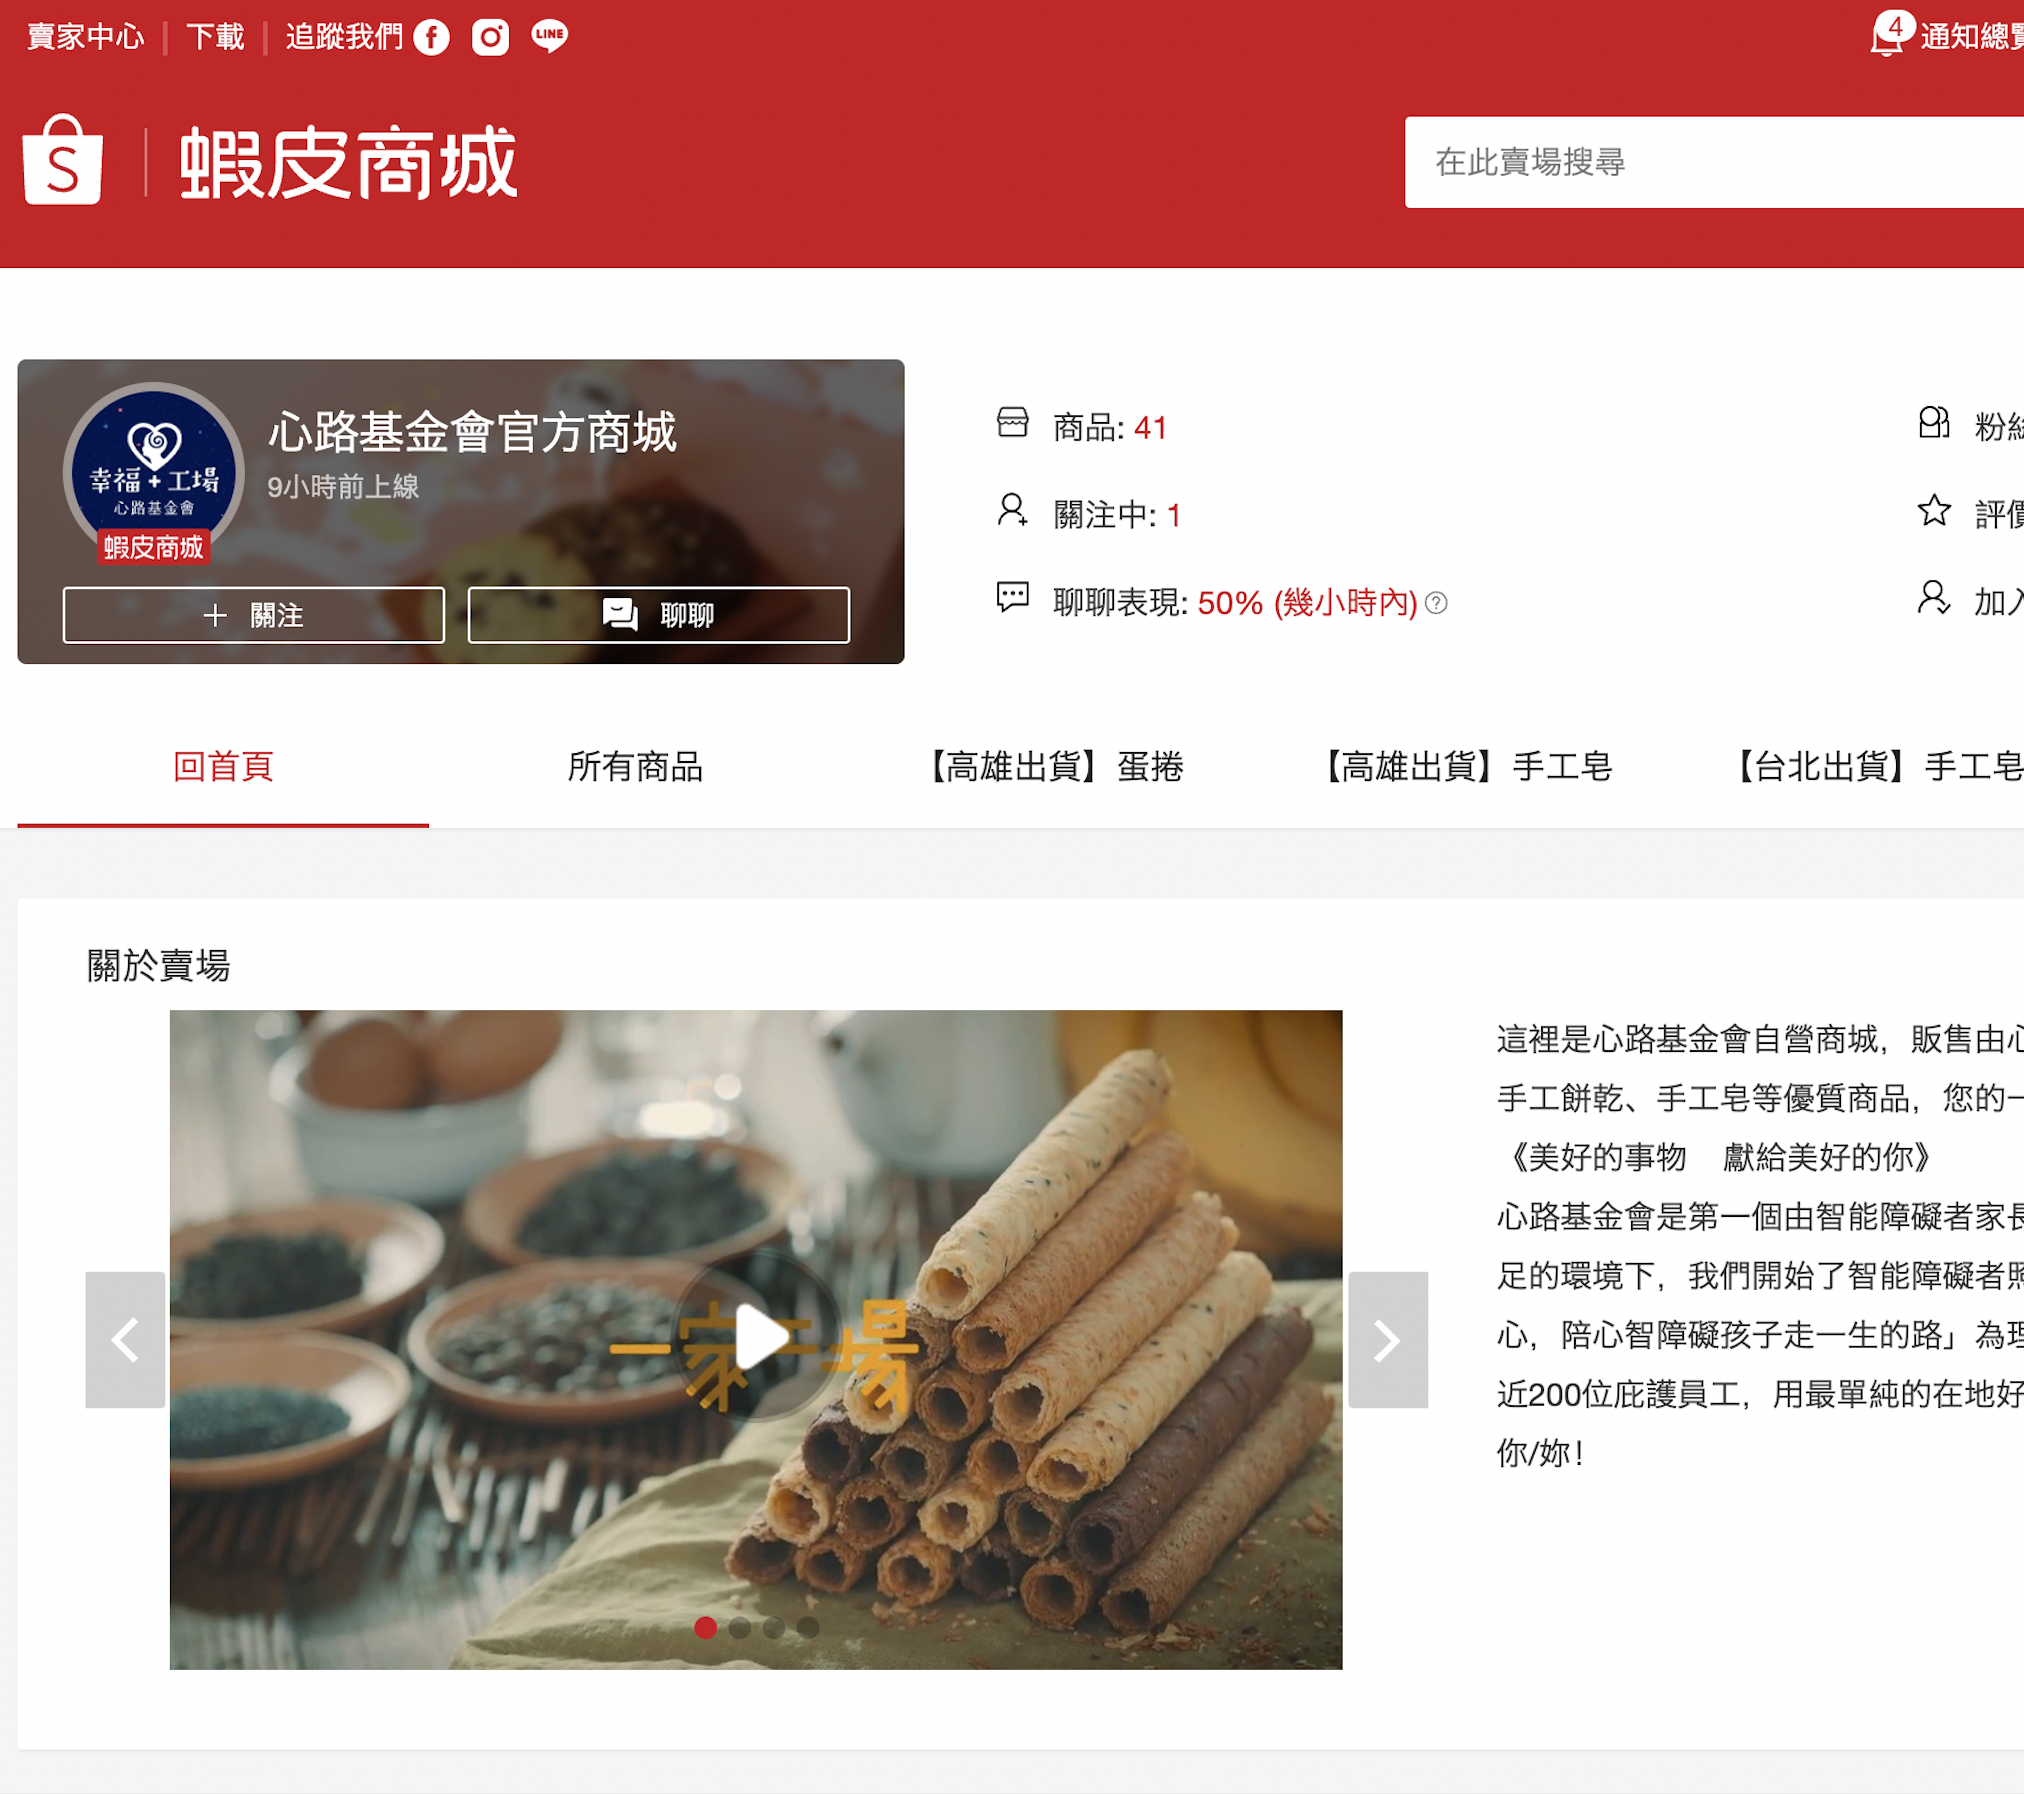 賣家中心 下載 追蹤我們 LINE 4 通知總覽
S 蝦皮商城 在此賣場搜尋
幸福+工場
心路基金會
蝦皮商城
心路基金會官方商城
9小時前上線
+ 關注 聊聊
商品: 41 粉絲
關注中: 1 評價
聊聊表現: 50% (幾小時內) ? 加入
回首頁 所有商品 【高雄出貨】蛋捲 【高雄出貨】手工皂 【台北出貨】手工皂
關於賣場
一家工場
這裡是心路基金會自營商城，販售由心
手工餅乾、手工皂等優質商品，您的一
《美好的事物 獻給美好的你》
心路基金會是第一個由智能障礙者家長
足的環境下，我們開始了智能障礙者照
心，陪心智障礙孩子走一生的路」為理
近200位庇護員工，用最單純的在地好
你/妳！